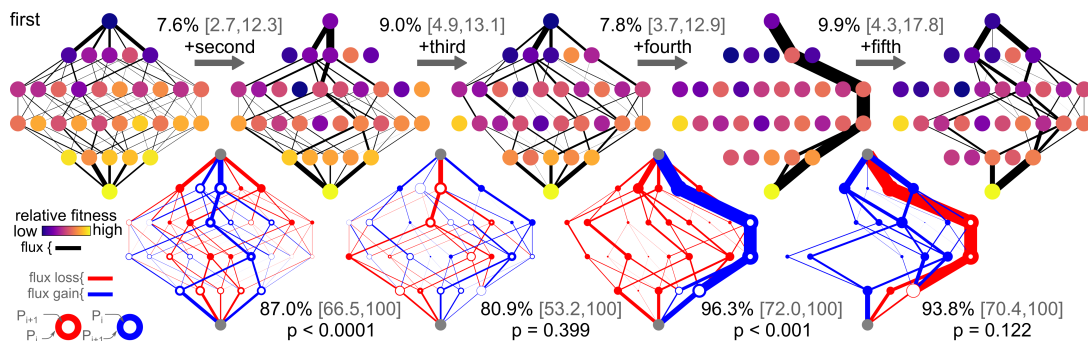 first
7.6% [2.7,12.3]
+second
9.0% [4.9,13.1]
+third
7.8% [3.7,12.9]
+fourth
9.9% [4.3,17.8]
+fifth
relative fitness
low high
flux {
flux loss{
flux gain{
Pi+1 Pi
Pi Pi+1
87.0% [66.5,100]
p < 0.0001
80.9% [53.2,100]
p = 0.399
96.3% [72.0,100]
p < 0.001
93.8% [70.4,100]
p = 0.122